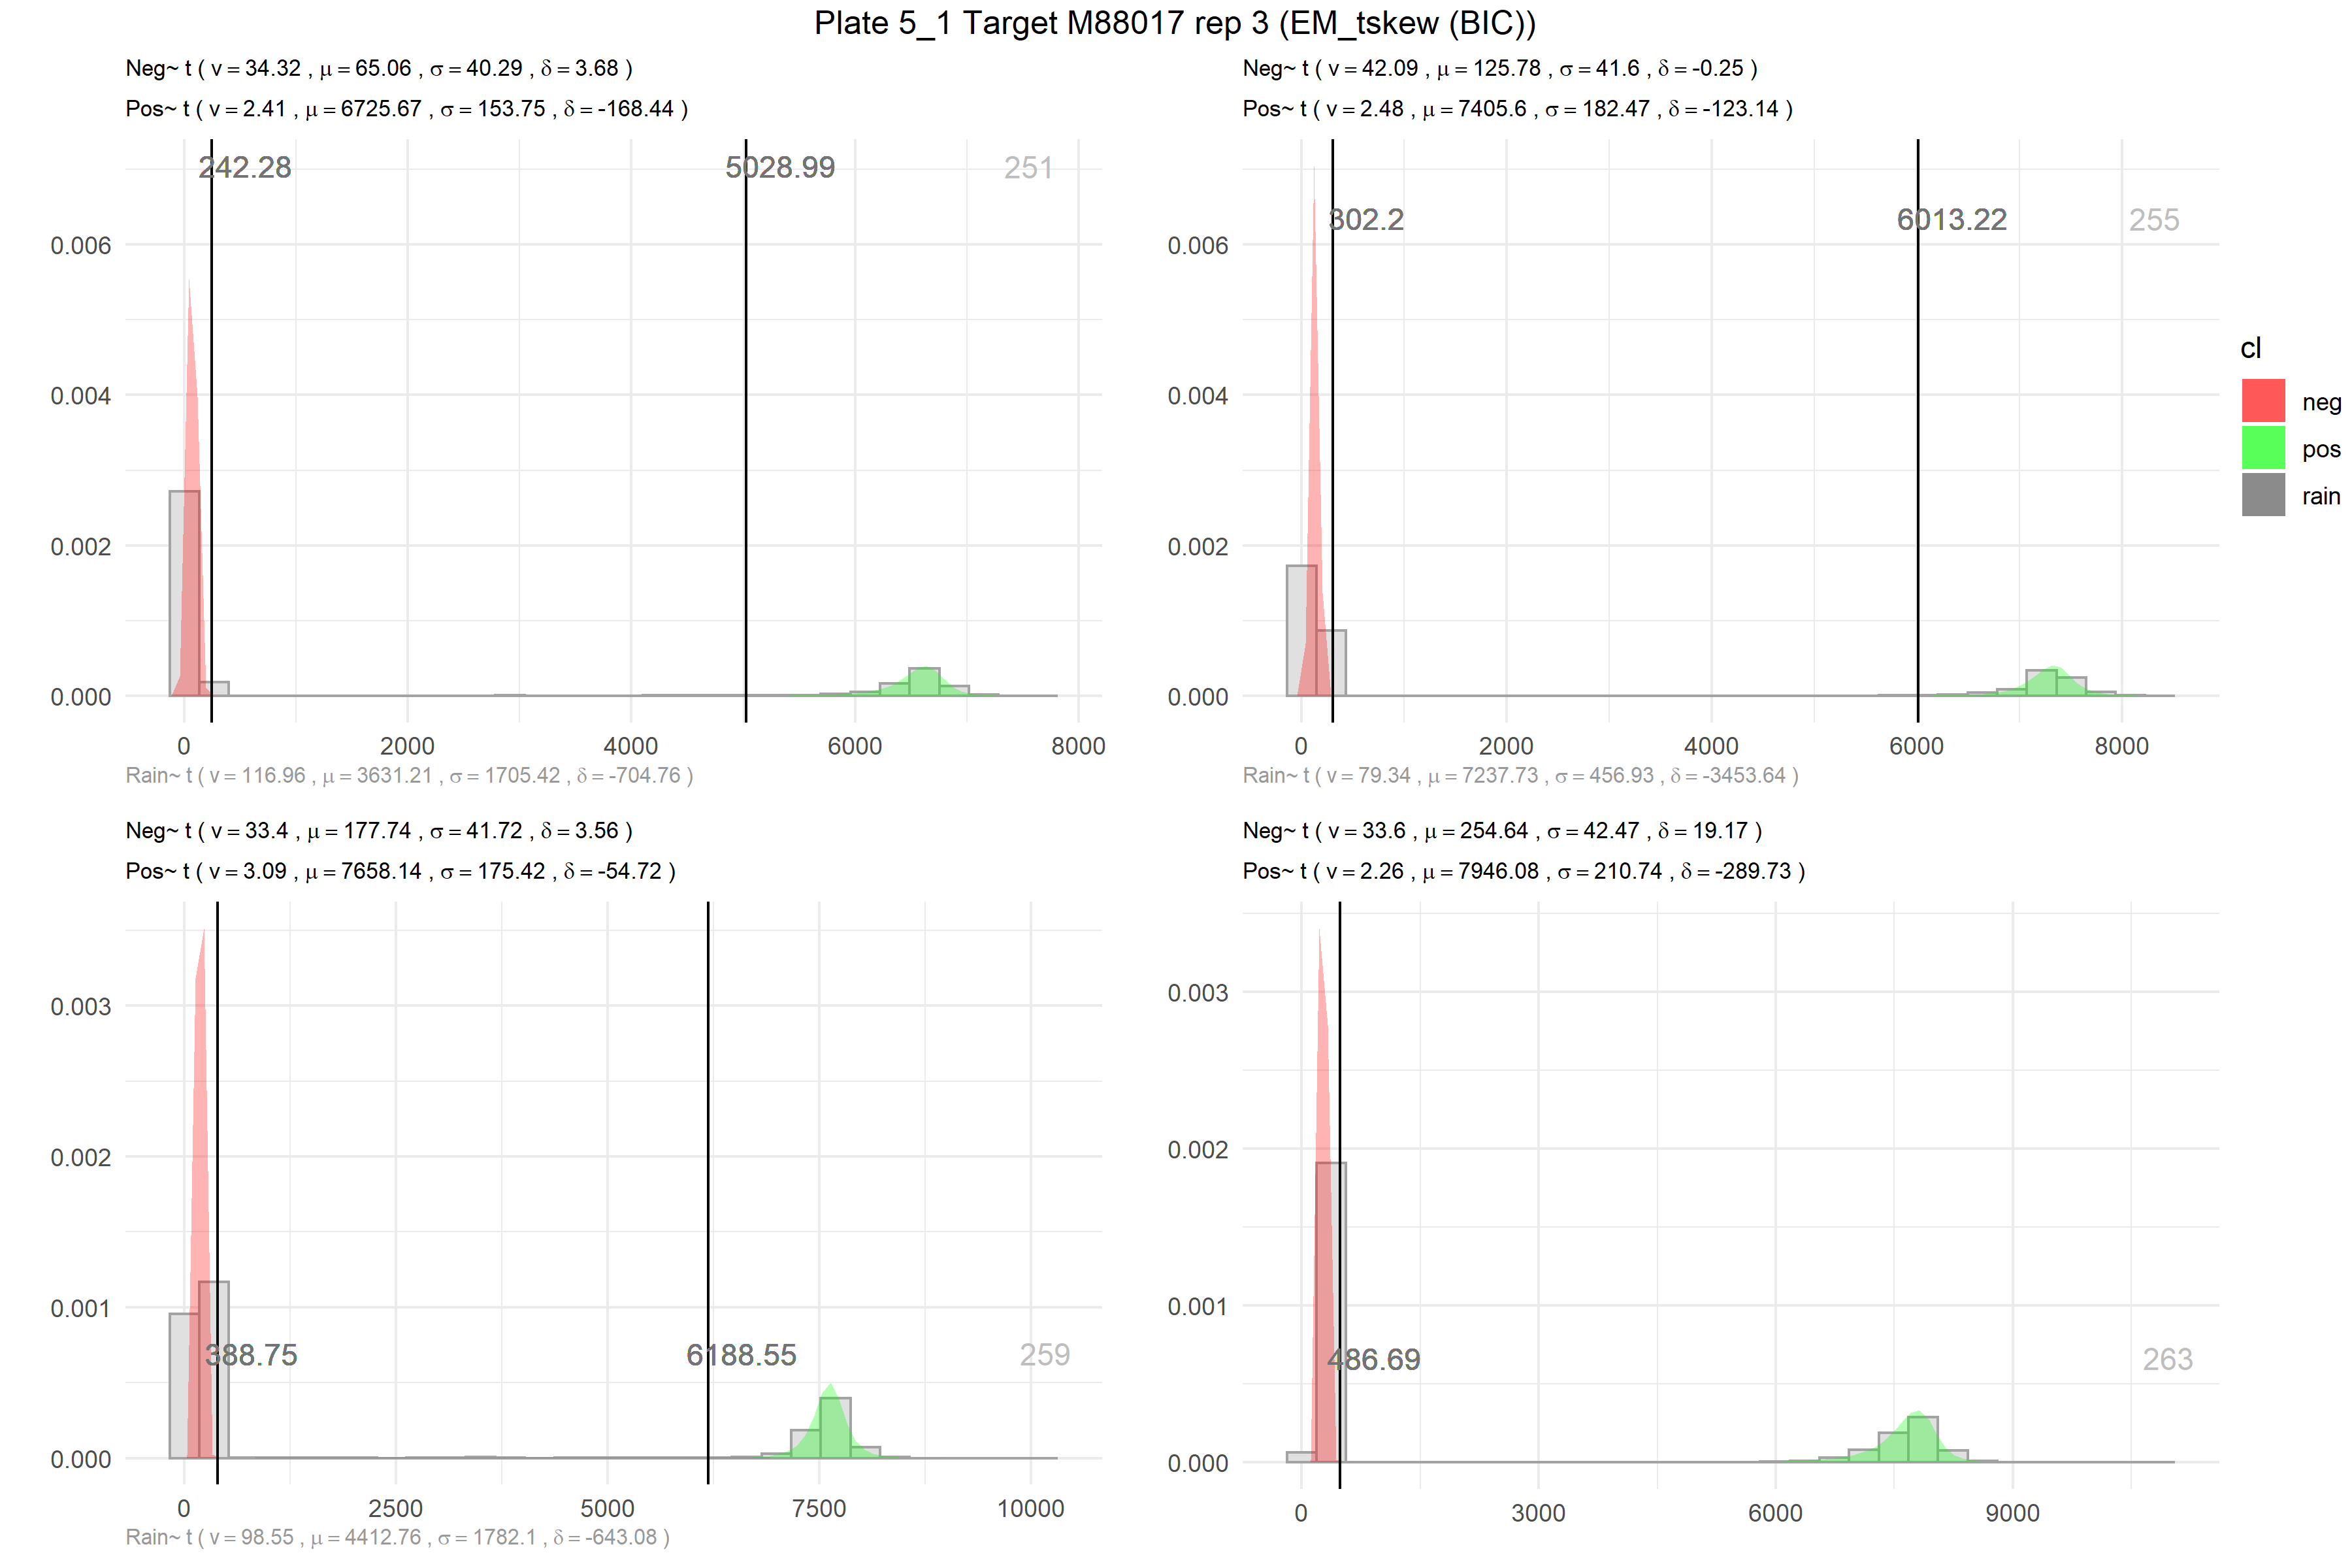 Plate 5_1 Target M88017 rep 3 (EM_tskew (BIC))
Neg~ t ( v = 34.32 , μ = 65.06 , σ = 40.29 , δ = 3.68 )
Pos~ t ( v = 2.41 , μ = 6725.67 , σ = 153.75 , δ = -168.44 )
242.28 5028.99 251
0.006
0.004
0.002
0.000
0 2000 4000 6000 8000
Rain~ t ( v = 116.96 , μ = 3631.21 , σ = 1705.42 , δ = -704.76 )
Neg~ t ( v = 42.09 , μ = 125.78 , σ = 41.6 , δ = -0.25 )
Pos~ t ( v = 2.48 , μ = 7405.6 , σ = 182.47 , δ = -123.14 )
302.2 6013.22 255
0.006
0.004
0.002
0.000
0 2000 4000 6000 8000
Rain~ t ( v = 79.34 , μ = 7237.73 , σ = 456.93 , δ = -3453.64 )
cl
neg
pos
rain
Neg~ t ( v = 33.4 , μ = 177.74 , σ = 41.72 , δ = 3.56 )
Pos~ t ( v = 3.09 , μ = 7658.14 , σ = 175.42 , δ = -54.72 )
0.003
0.002
0.001
388.75 6188.55 259
0.000
0 2500 5000 7500 10000
Rain~ t ( v = 98.55 , μ = 4412.76 , σ = 1782.1 , δ = -643.08 )
Neg~ t ( v = 33.6 , μ = 254.64 , σ = 42.47 , δ = 19.17 )
Pos~ t ( v = 2.26 , μ = 7946.08 , σ = 210.74 , δ = -289.73 )
0.003
0.002
0.001
486.69 263
0.000
0 3000 6000 9000